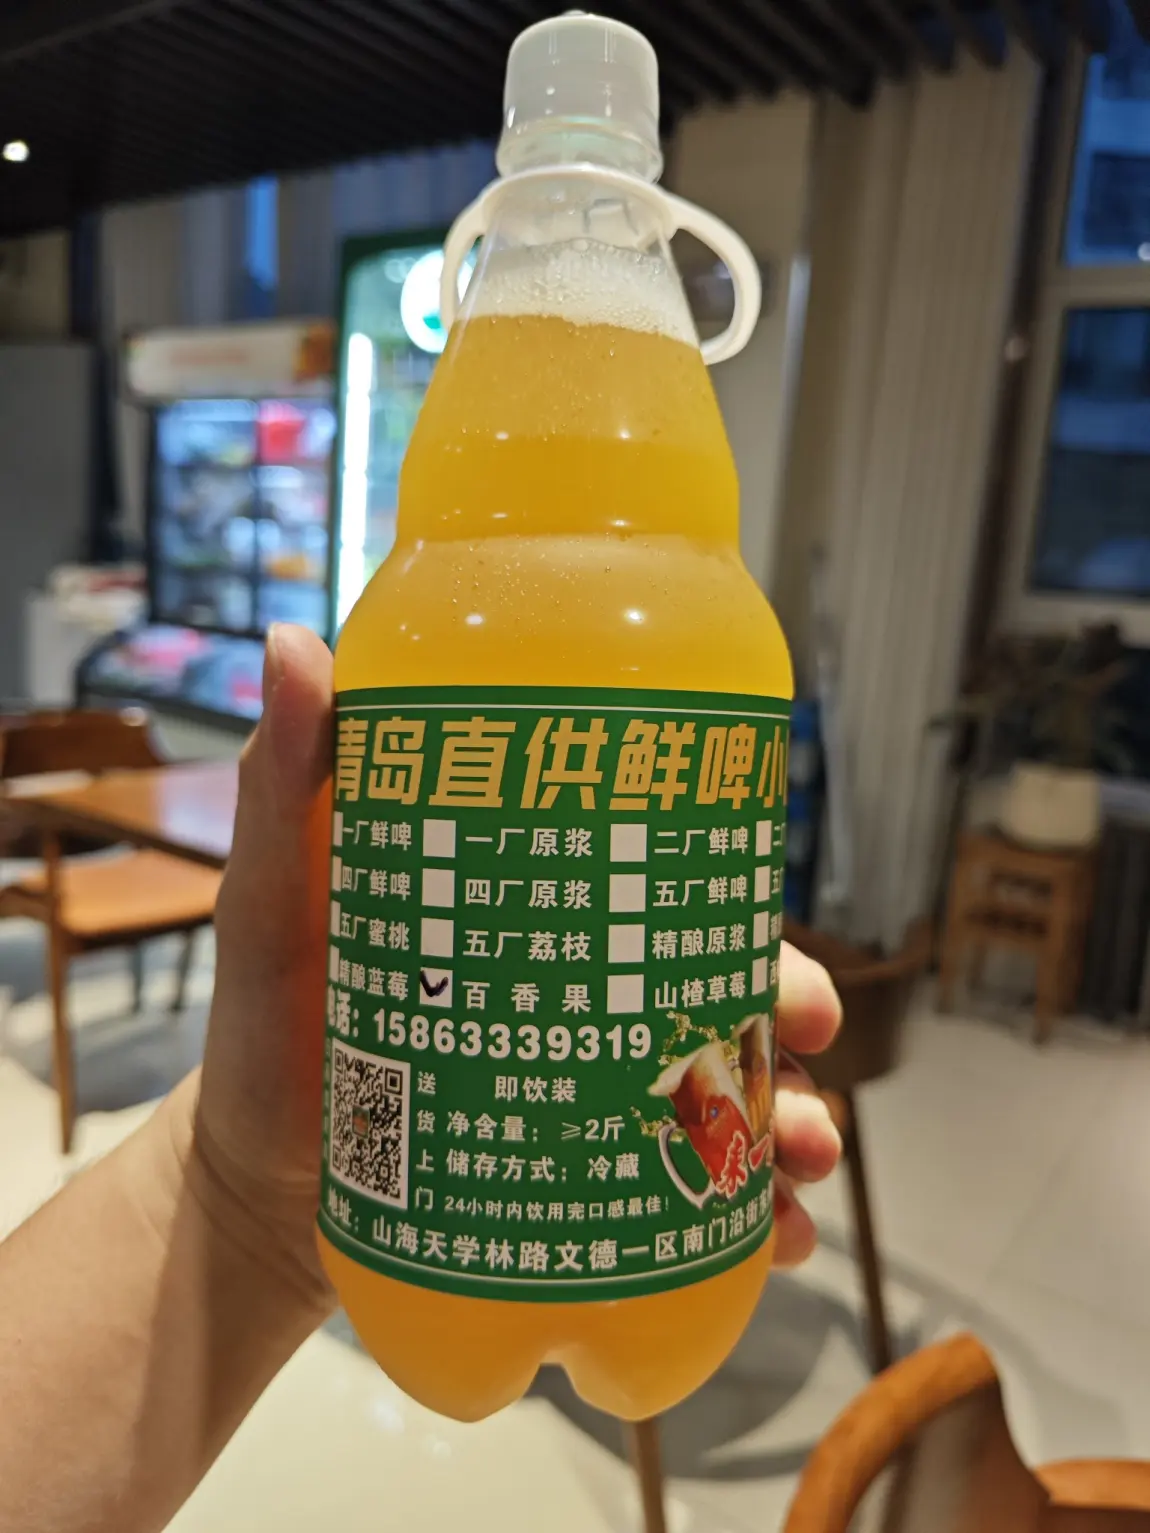 青岛直供鲜啤小
一厂鲜啤 一厂原浆 二厂鲜啤
四厂鲜啤 四厂原浆 五厂鲜啤
五厂蜜桃 五厂荔枝 精酿原浆
精酿蓝莓 百香果 山楂草莓
电话：15863339319
送货上门
即饮装
净含量：≥2斤
储存方式：冷藏
24小时内饮用完口感最佳！
来一
地址：山海天学林路文德一区南门沿街